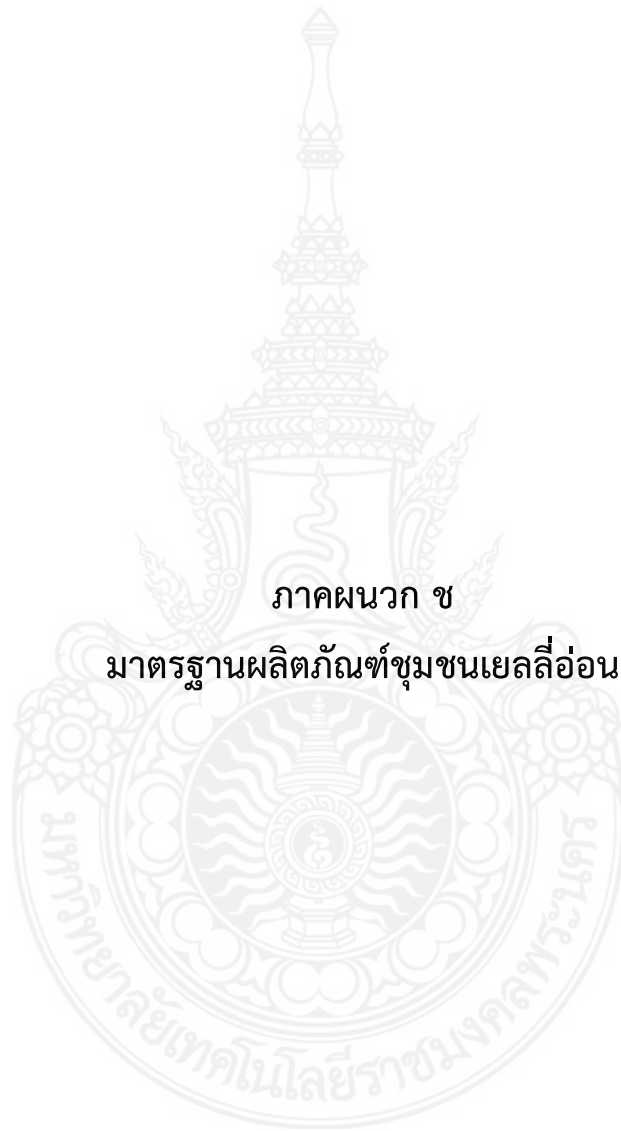 ภาคผนวก ช
มาตรฐานผลิตภัณฑ์ชุมชนเยลลี่อ่อน
มหาวิทยาลัยเทคโนโลยีราชมงคลพระนคร